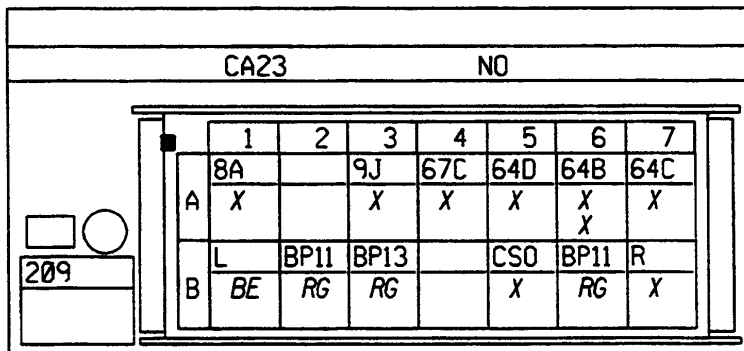 CA23 NO
1 2 3 4 5 6 7
8A 9J 67C 64D 64B 64C
A X X X X X X
X
L BP11 BP13 CSO BP11 R
B BE RG RG X RG X
209